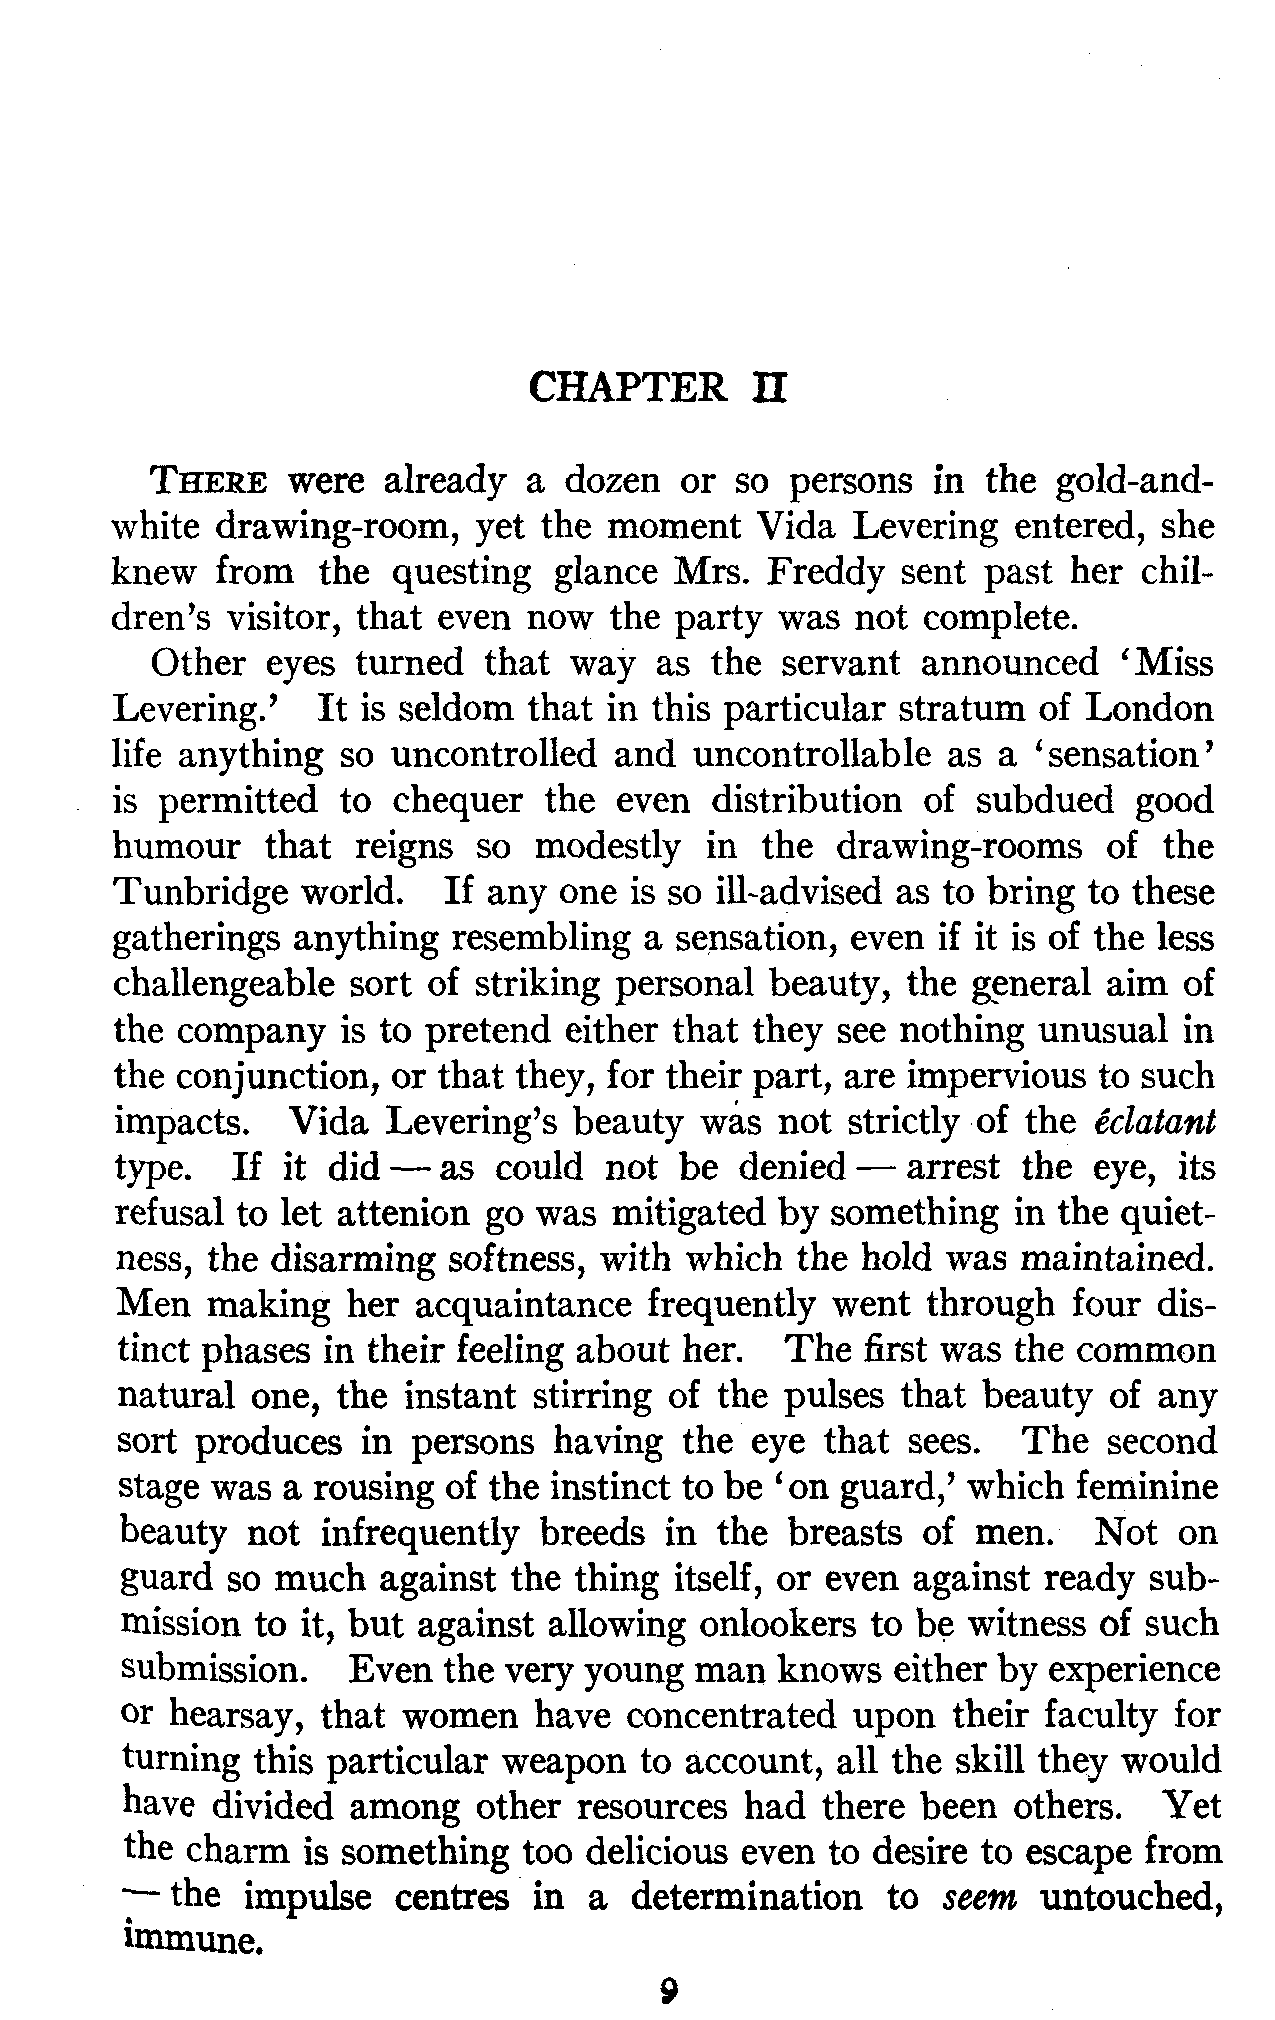 CHAPTER II
THERE were already a dozen or so persons in the gold-and-
white drawing-room, yet the moment Vida Levering entered, she
knew from the questing glance Mrs. Freddy sent past her chil-
dren's visitor, that even now the party was not complete.
Other eyes turned that way as the servant announced ‘Miss
Levering.’ It is seldom that in this particular stratum of London
life anything so uncontrolled and uncontrollable as a ‘sensation’
is permitted to chequer the even distribution of subdued good
humour that reigns so modestly in the drawing-rooms of the
Tunbridge world. If any one is so ill-advised as to bring to these
gatherings anything resembling a sensation, even if it is of the less
challengeable sort of striking personal beauty, the general aim of
the company is to pretend either that they see nothing unusual in
the conjunction, or that they, for their part, are impervious to such
impacts. Vida Levering's beauty was not strictly of the éclatant
type. If it did — as could not be denied — arrest the eye, its
refusal to let attenion go was mitigated by something in the quiet-
ness, the disarming softness, with which the hold was maintained.
Men making her acquaintance frequently went through four dis-
tinct phases in their feeling about her. The first was the common
natural one, the instant stirring of the pulses that beauty of any
sort produces in persons having the eye that sees. The second
stage was a rousing of the instinct to be ‘on guard,’ which feminine
beauty not infrequently breeds in the breasts of men. Not on
guard so much against the thing itself, or even against ready sub-
mission to it, but against allowing onlookers to be witness of such
submission. Even the very young man knows either by experience
or hearsay, that women have concentrated upon their faculty for
turning this particular weapon to account, all the skill they would
have divided among other resources had there been others. Yet
the charm is something too delicious even to desire to escape from
— the impulse centres in a determination to seem untouched,
immune.
9